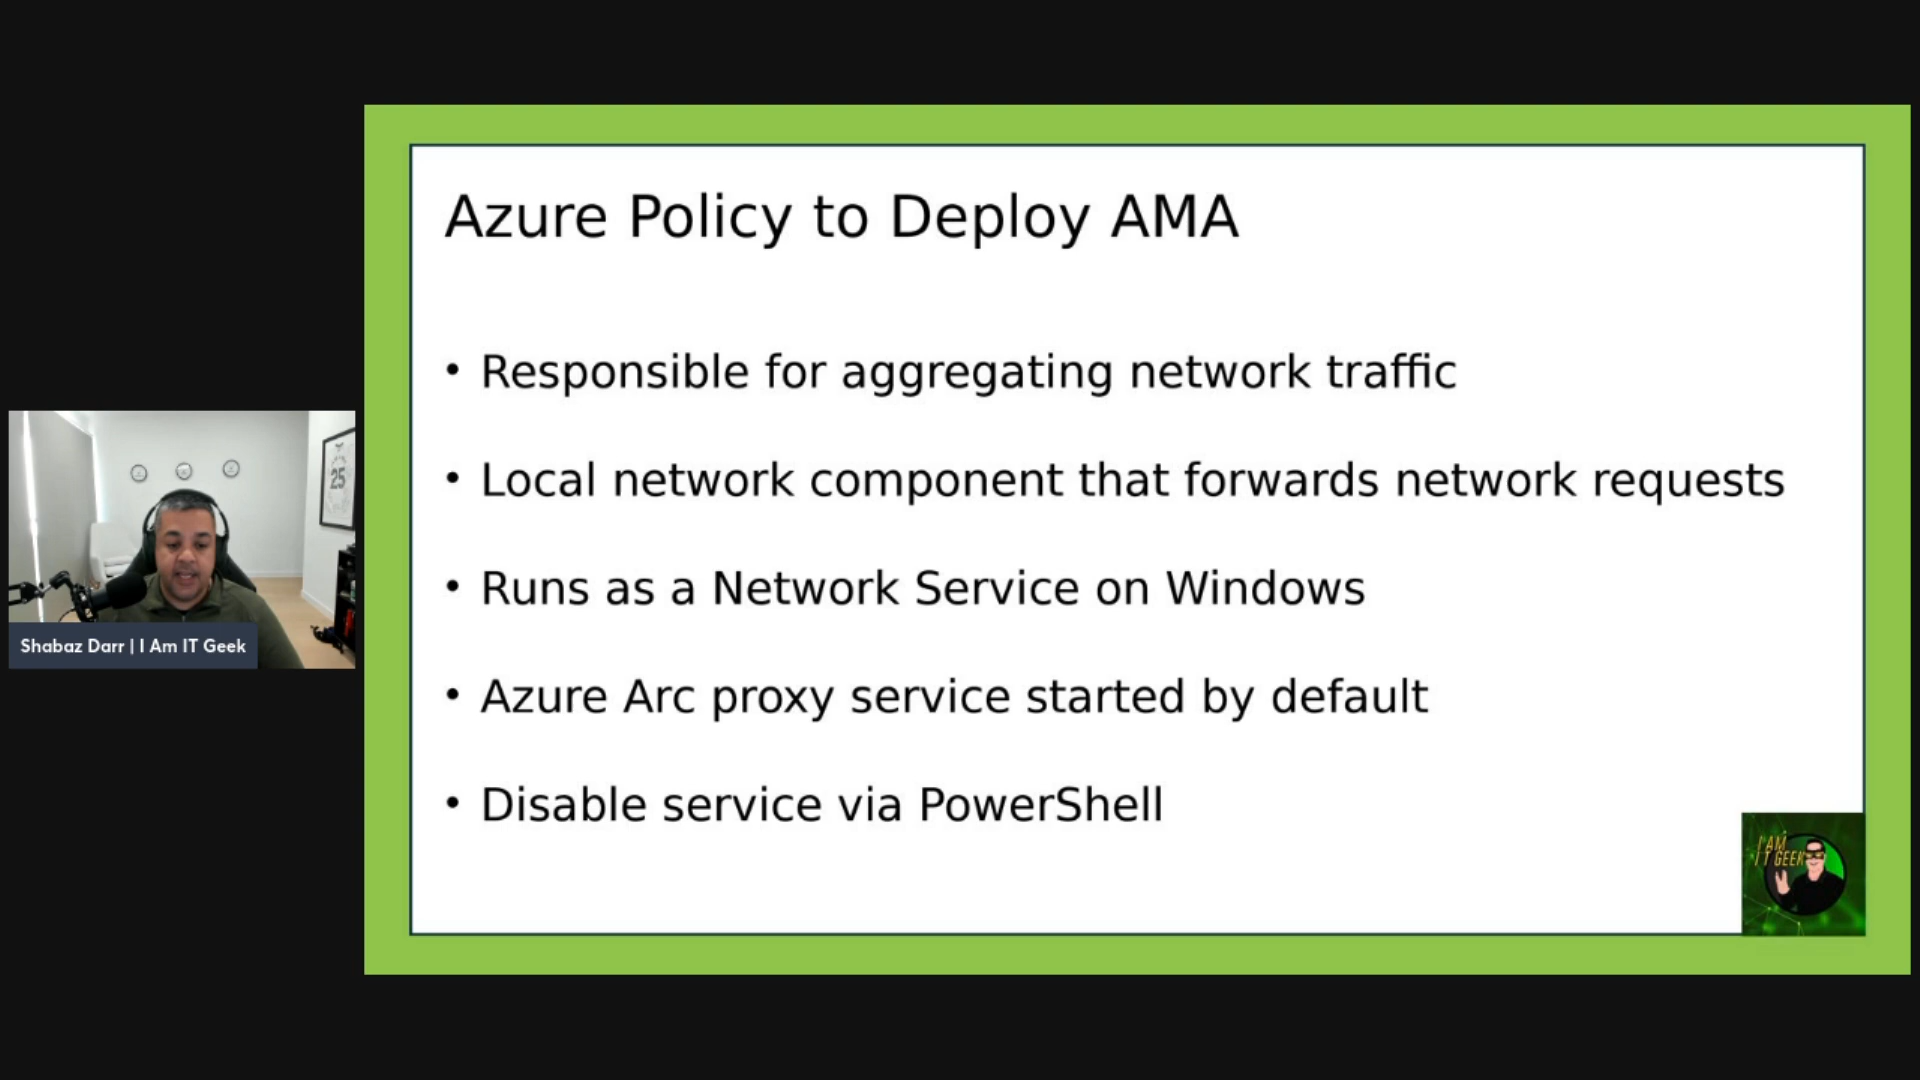 Azure Policy to Deploy AMA
• Responsible for aggregating network traffic
• Local network component that forwards network requests
• Runs as a Network Service on Windows
• Azure Arc proxy service started by default
• Disable service via PowerShell
25
Shabaz Darr | I Am IT Geek
I AM
IT GEEK